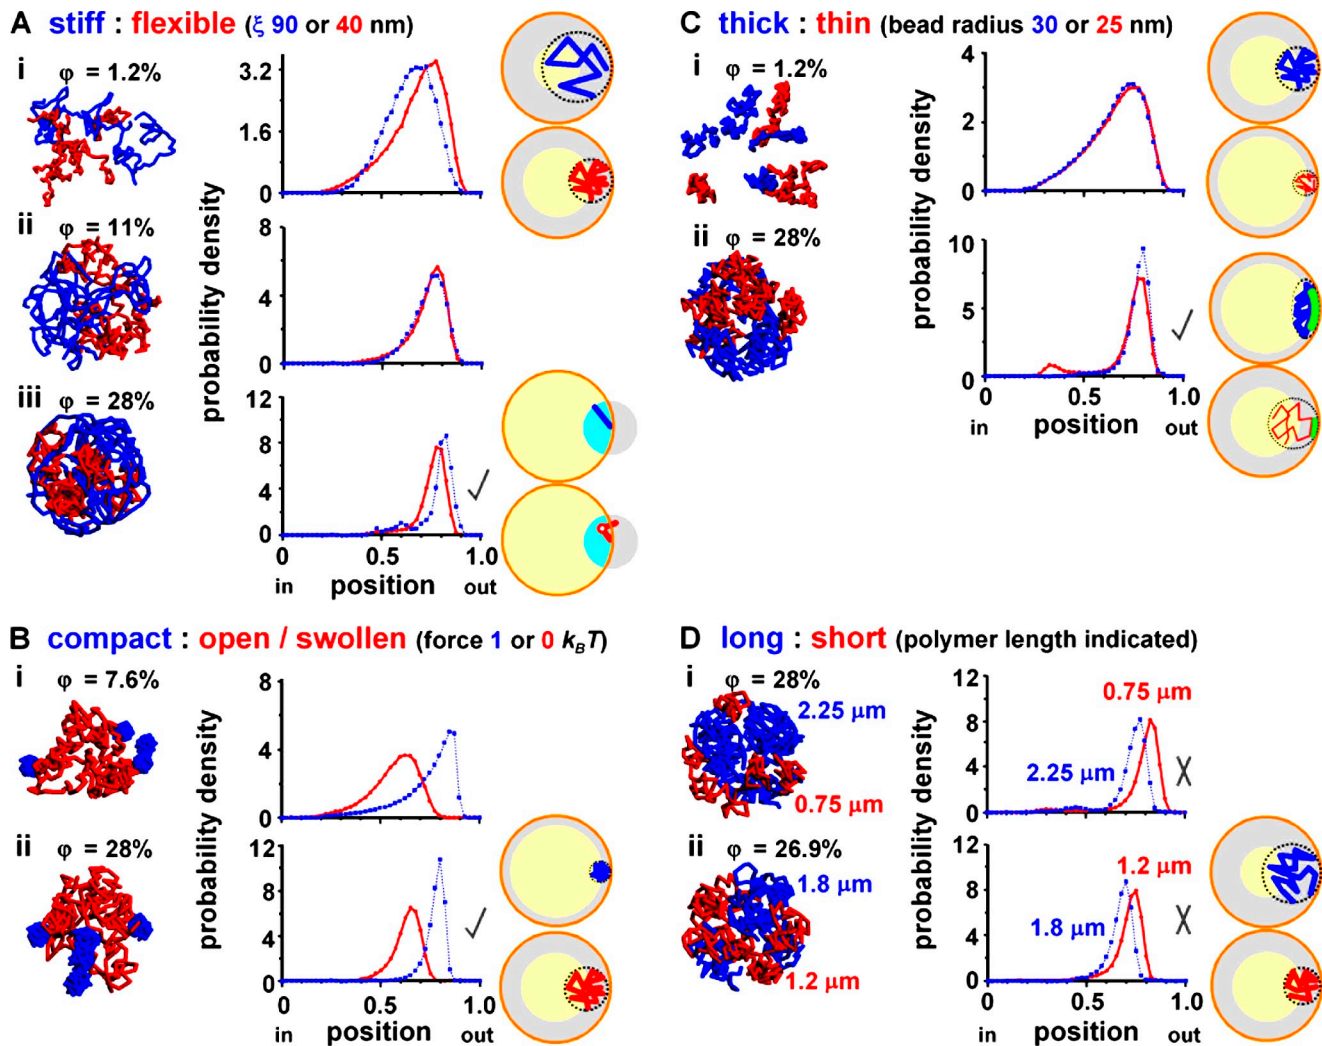 A stiff : flexible (ξ 90 or 40 nm)
i φ = 1.2%
3.2
1.6
0
ii φ = 11%
probability density
8
4
0
iii φ = 28%
12
8
4
0
0 0.5 1.0
in position out
B compact : open / swollen (force 1 or 0 kBT)
i φ = 7.6%
8
4
0
probability density
ii φ = 28%
12
8
4
0
0 0.5 1.0
in position out
C thick : thin (bead radius 30 or 25 nm)
i φ = 1.2%
4
2
0
probability density
ii φ = 28%
10
5
0
0 0.5 1.0
in position out
D long : short (polymer length indicated)
i φ = 28%
2.25 μm
0.75 μm
12
8
4
0
0.75 μm
2.25 μm
X
probability density
ii φ = 26.9%
1.8 μm
1.2 μm
12
8
4
0
1.2 μm
1.8 μm
X
0 0.5 1.0
in position out